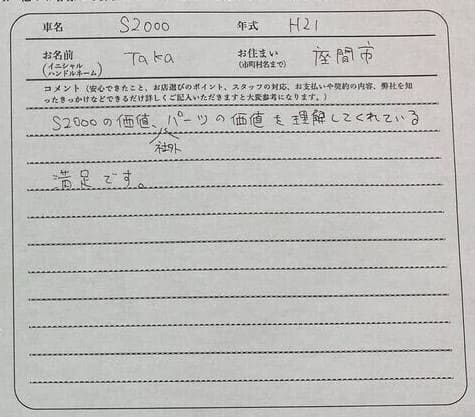 車名 S2000 年式 H21
お名前 Taka お住まい 座間市
(イニシャル (市町村名まで)
ハンドルネーム)
コメント(安心できたこと、お店選びのポイント、スタッフの対応、お支払いや契約の内容、弊社を知
ったきっかけなどできるだけ詳しくご記入いただきますと大変参考になります。)
S2000の価値、パーツの価値を理解してくれている
社外
満足です。